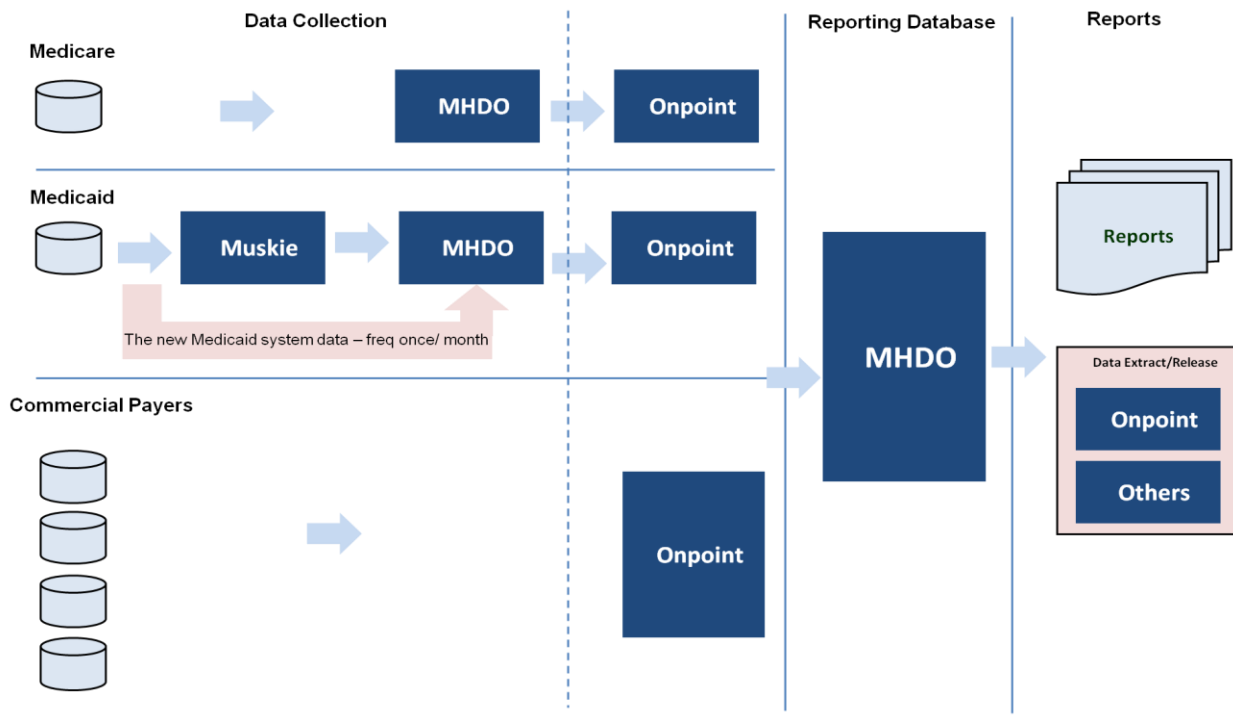 Data Collection
Reporting Database
Reports
Medicare
MHDO
Onpoint
Medicaid
Muskie
MHDO
Onpoint
The new Medicaid system data – freq once/ month
Commercial Payers
Onpoint
MHDO
Reports
Data Extract/Release
Onpoint
Others